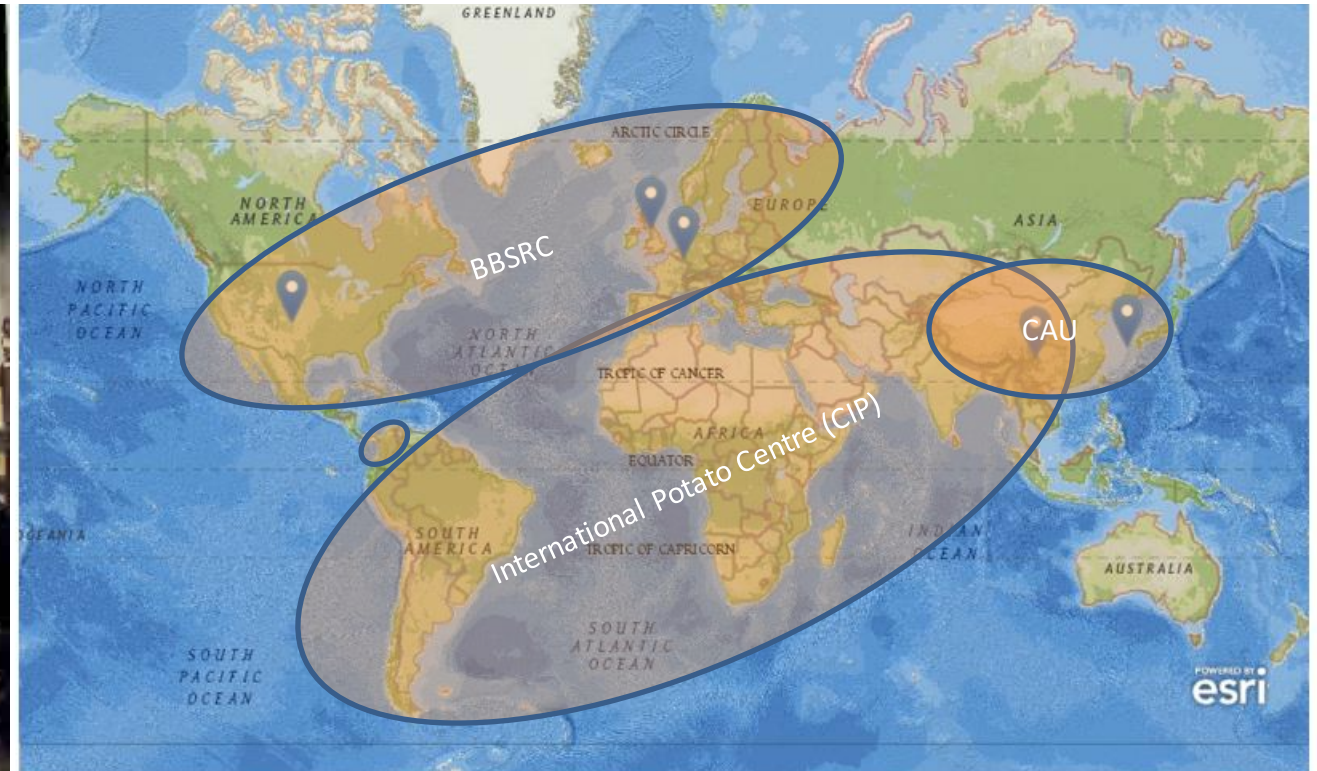 GREENLAND
ARCTIC CIRCLE
NORTH
AMERICA
EUROPE
ASIA
BBSRC
NORTH
PACIFIC
OCEAN
NORTH
ATLANTIC
OCEAN
CAU
TROPIC OF CANCER
AFRICA
EQUATOR
International Potato Centre (CIP)
OCEANIA
SOUTH
AMERICA
TROPIC OF CAPRICORN
INDIAN
OCEAN
AUSTRALIA
SOUTH
ATLANTIC
OCEAN
SOUTH
PACIFIC
OCEAN
POWERED BY
esri